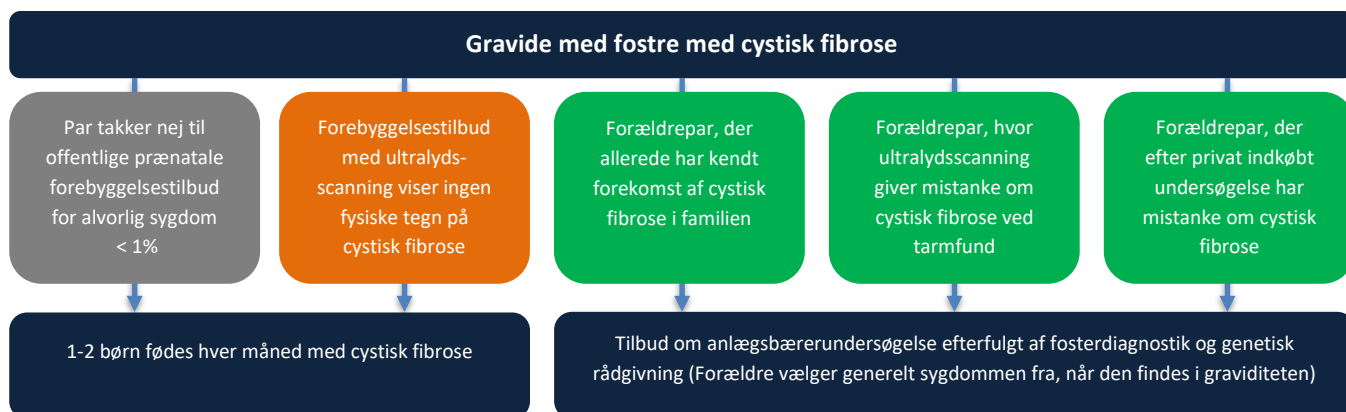 Gravide med fostre med cystisk fibrose
Par takker nej til
offentlige prænatale
forebyggelsestilbud
for alvorlig sygdom
< 1%
Forebyggelsestilbud
med ultralyds-
scanning viser ingen
fysiske tegn på
cystisk fibrose
Forældrepar, der
allerede har kendt
forekomst af cystisk
fibrose i familien
Forældrepar, hvor
ultralydsscanning
giver mistanke om
cystisk fibrose ved
tarmfund
Forældrepar, der
efter privat indkøbt
undersøgelse har
mistanke om cystisk
fibrose
1-2 børn fødes hver måned med cystisk fibrose
Tilbud om anlægsbærerundersøgelse efterfulgt af fosterdiagnostik og genetisk
rådgivning (Forældre vælger generelt sygdommen fra, når den findes i graviditeten)